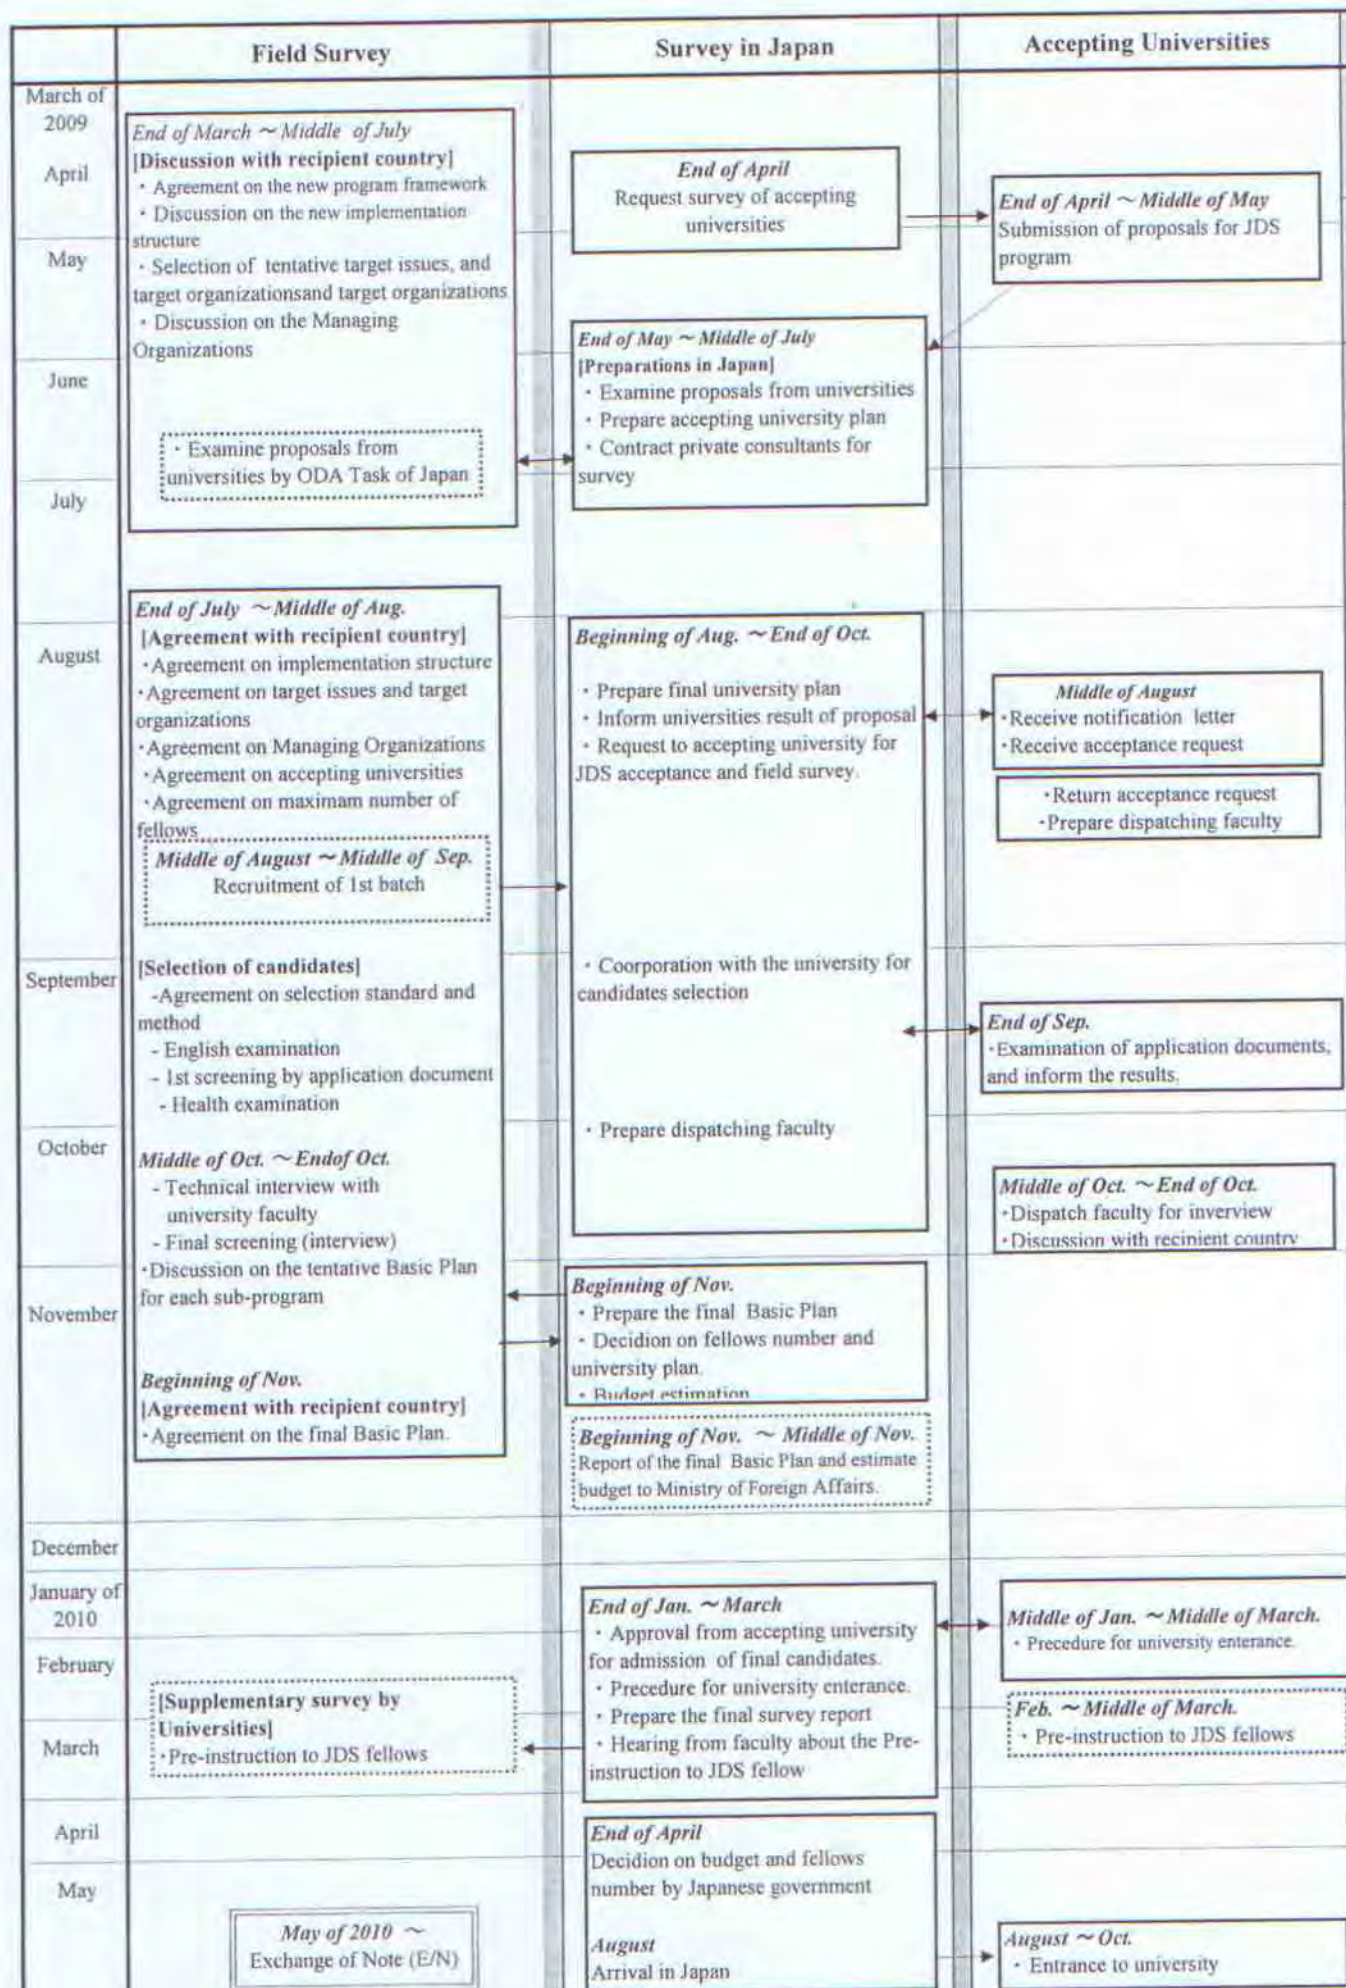 Field Survey
Survey in Japan
Accepting Universities
March of
2009
April
May
June
July
August
September
October
November
December
January of
2010
February
March
April
May
End of March ~ Middle of July
[Discussion with recipient country]
・Agreement on the new program framework
・Discussion on the new implementation
structure
・Selection of tentative target issues, and
target organizationsand target organizations
・Discussion on the Managing
Organizations
・Examine proposals from
universities by ODA Task of Japan
End of July ~Middle of Aug.
[Agreement with recipient country]
・Agreement on implementation structure
・Agreement on target issues and target
organizations
・Agreement on Managing Organizations
・Agreement on accepting universities
・Agreement on maximam number of
fellows
Middle of August ~ Middle of Sep.
Recruitment of 1st batch
[Selection of candidates]
-Agreement on selection standard and
method
- English examination
- 1st screening by application document
- Health examination
Middle of Oct. ~Endof Oct.
- Technical interview with
university faculty
- Final screening (interview)
・Discussion on the tentative Basic Plan
for each sub-program
Beginning of Nov.
[Agreement with recipient country]
・Agreement on the final Basic Plan.
[Supplementary survey by
Universities]
・Pre-instruction to JDS fellows
May of 2010 ~
Exchange of Note (E/N)
End of April
Request survey of accepting
universities
End of May ~ Middle of July
[Preparations in Japan]
・Examine proposals from universities
・Prepare accepting university plan
・Contract private consultants for
survey
Beginning of Aug. ~End of Oct.
・Prepare final university plan
・Inform universities result of proposal
・Request to accepting university for
JDS acceptance and field survey.
・Coorporation with the university for
candidates selection
・Prepare dispatching faculty
Beginning of Nov.
・Prepare the final Basic Plan
・Decidion on fellows number and
university plan.
・Budget estimation
Beginning of Nov. ~ Middle of Nov.
Report of the final Basic Plan and estimate
budget to Ministry of Foreign Affairs.
End of Jan. ~ March
・Approval from accepting university
for admission of final candidates.
・Precedure for university enterance.
・Prepare the final survey report
・Hearing from faculty about the Pre-
instruction to JDS fellow
End of April
Decidion on budget and fellows
number by Japanese government
August
Arrival in Japan
End of April ~ Middle of May
Submission of proposals for JDS
program
Middle of August
・Receive notification letter
・Receive acceptance request
・Return acceptance request
・Prepare dispatching faculty
End of Sep.
・Examination of application documents,
and inform the results.
Middle of Oct. ~End of Oct.
・Dispatch faculty for inverview
・Discussion with recipient country
Middle of Jan. ~ Middle of March.
・Precedure for university enterance.
Feb. ~ Middle of March.
・Pre-instruction to JDS fellows
August ~ Oct.
・Entrance to university